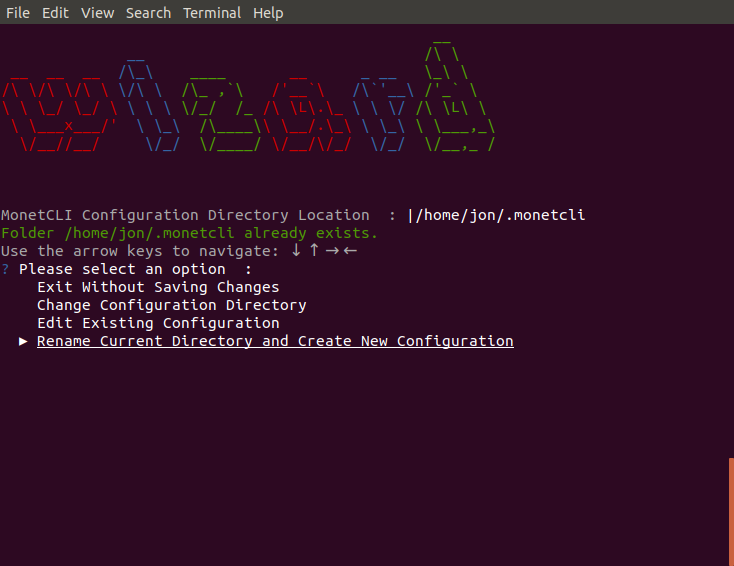 File Edit View Search Terminal Help
wizard
MonetCLI Configuration Directory Location  : |/home/jon/.monetcli
Folder /home/jon/.monetcli already exists.
Use the arrow keys to navigate: ↓ ↑ → ←
? Please select an option  :
Exit Without Saving Changes
Change Configuration Directory
Edit Existing Configuration
▸ Rename Current Directory and Create New Configuration